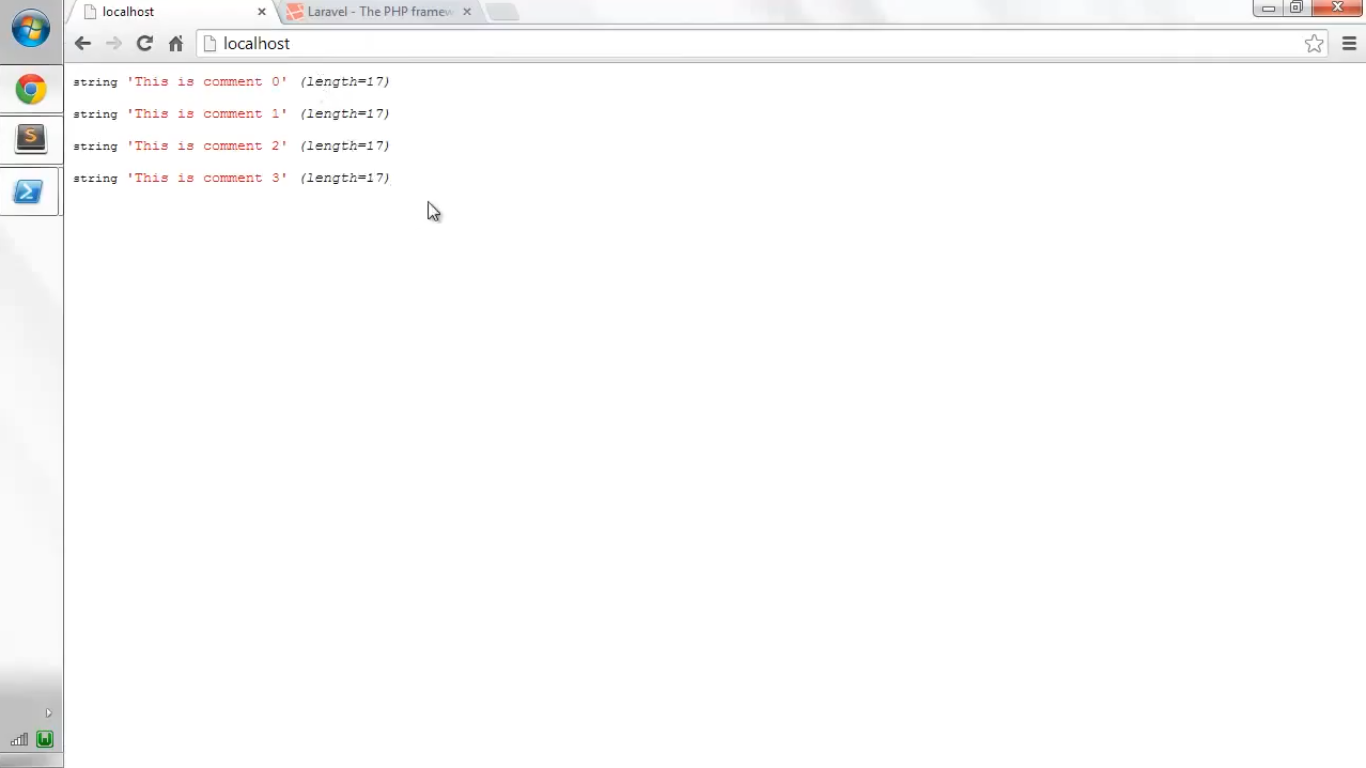 localhost
Laravel - The PHP framew
localhost
string 'This is comment 0' (length=17)
string 'This is comment 1' (length=17)
string 'This is comment 2' (length=17)
string 'This is comment 3' (length=17)